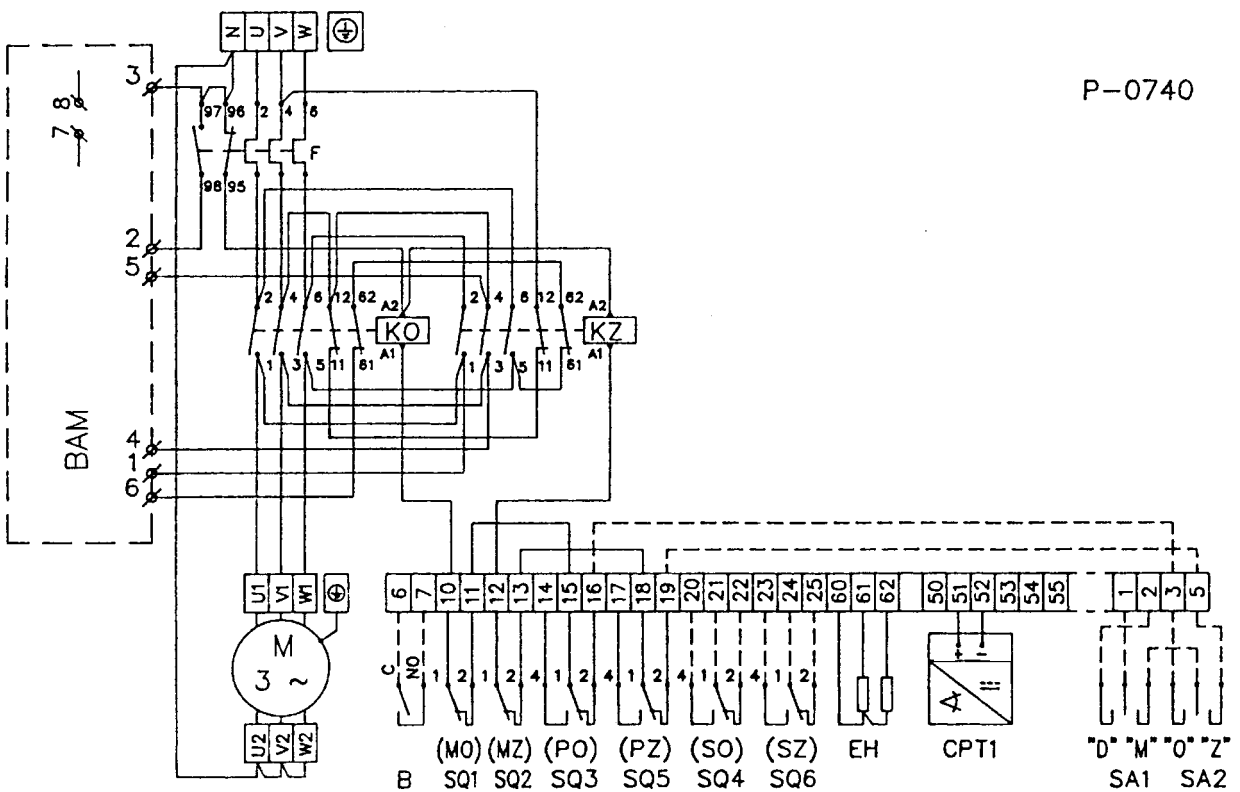 N U V W
P-0740
3
7 8
97 96 2 4 6
F
98 95
2
5
2 4 6 12 62 A2 2 4 6 12 62 A2
KO KZ
1 3 5 11 61 A1 1 3 5 11 61 A1
BAM
4
1
6
U1 V1 W1
6 7 10 11 12 13 14 15 16 17 18 19 20 21 22 23 24 25 60 61 62 50 51 52 53 54 55 1 2 3 5
M
3 ~
C NO 1 2 1 2 4 1 2 4 1 2 4 1 2 4 1 2
+ -
U2 V2 W2
(MO) (MZ) (PO) (PZ) (SO) (SZ) EH CPT1 "D" "M" "O" "Z"
B SQ1 SQ2 SQ3 SQ5 SQ4 SQ6 SA1 SA2